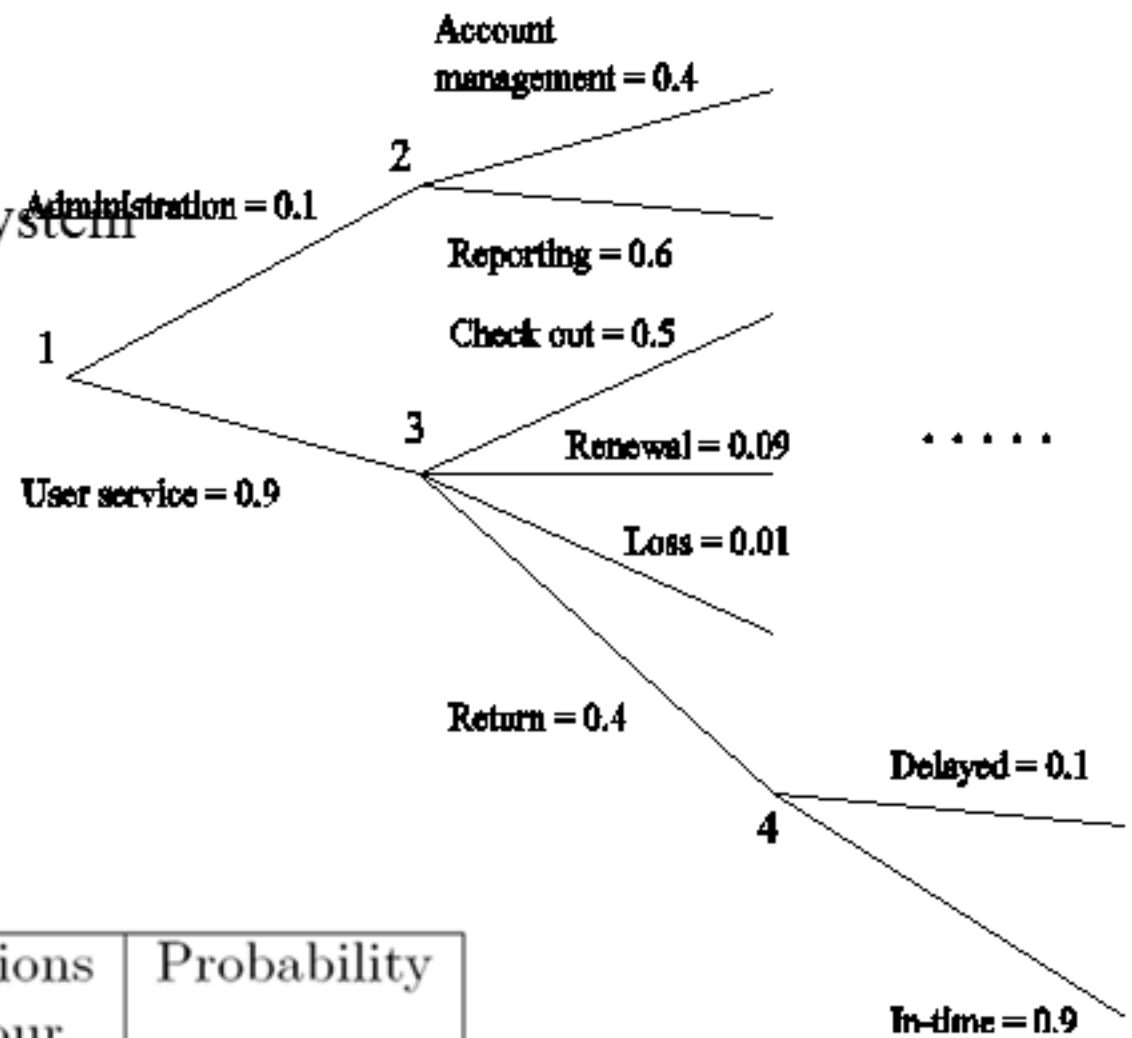 Account
management = 0.4
2
Administration = 0.1
1
Reporting = 0.6
Check out = 0.5
3
Renewal = 0.09
.....
User service = 0.9
Loss = 0.01
Return = 0.4
Delayed = 0.1
4
Probability
In-time = 0.9